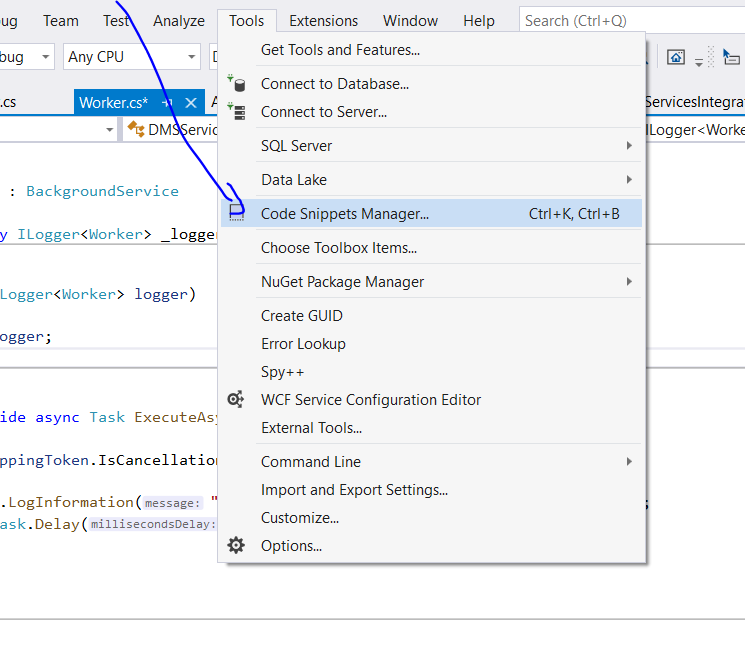 ug Team Test Analyze Tools Extensions Window Help Search (Ctrl+Q)
bug Any CPU
.cs Worker.cs* ServicesIntegra
DMSServic ILogger<Worke
Get Tools and Features...
Connect to Database...
Connect to Server...
SQL Server
Data Lake
Code Snippets Manager... Ctrl+K, Ctrl+B
Choose Toolbox Items...
NuGet Package Manager
Create GUID
Error Lookup
Spy++
WCF Service Configuration Editor
External Tools...
Command Line
Import and Export Settings...
Customize...
Options...
: BackgroundService
y ILogger<Worker> _logger
Logger<Worker> logger)
ogger;
ide async Task ExecuteAsy
ppingToken.IsCancellation
.LogInformation(message: "
ask.Delay(millisecondsDelay:
;